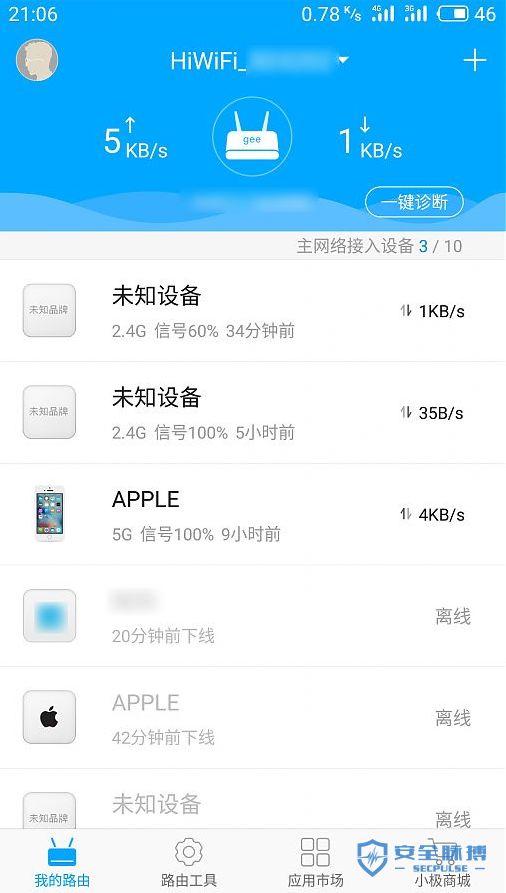 21:06 0.78 K/s 4G 3G 46
HiWiFi_
5 KB/s
gee
1 KB/s
一键诊断
主网络接入设备 3 / 10
未知品牌
未知设备
2.4G 信号60% 34分钟前
1KB/s
未知品牌
未知设备
2.4G 信号100% 5小时前
35B/s
APPLE
5G 信号100% 9小时前
4KB/s
20分钟前下线
离线
APPLE
42分钟前下线
离线
未知品牌
未知设备
离线
我的路由 路由工具 应用市场 小极商城
安全脉搏
SECPULSE